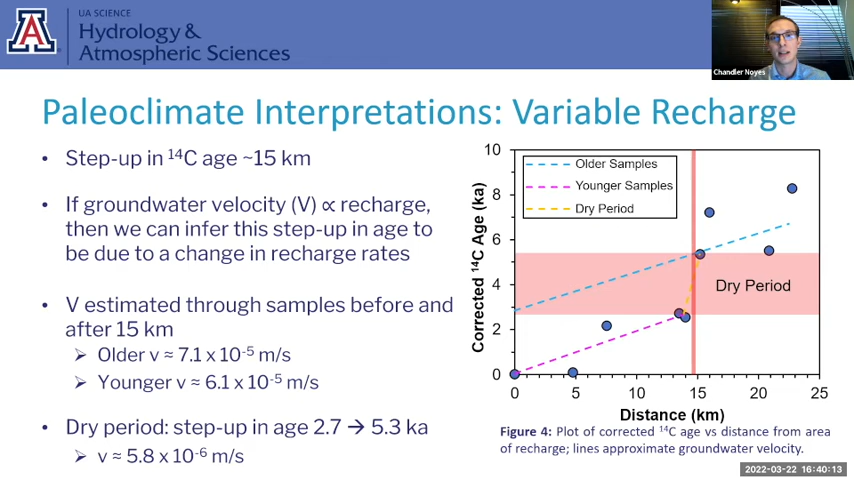 UA SCIENCE
Hydrology &
Atmospheric Sciences
A
Chandler Noyes
Paleoclimate Interpretations: Variable Recharge
• Step-up in ¹⁴C age ~15 km
• If groundwater velocity (V) ∝ recharge,
then we can infer this step-up in age to
be due to a change in recharge rates
• V estimated through samples before and
after 15 km
➢ Older v ≈ 7.1 x 10⁻⁵ m/s
➢ Younger v ≈ 6.1 x 10⁻⁵ m/s
• Dry period: step-up in age 2.7 → 5.3 ka
➢ v ≈ 5.8 x 10⁻⁶ m/s
Corrected ¹⁴C Age (ka)
10
8
6
4
2
0
Older Samples
Younger Samples
Dry Period
Dry Period
0 5 10 15 20 25
Distance (km)
Figure 4: Plot of corrected ¹⁴C age vs distance from area
of recharge; lines approximate groundwater velocity.
2022-03-22 16:40:13